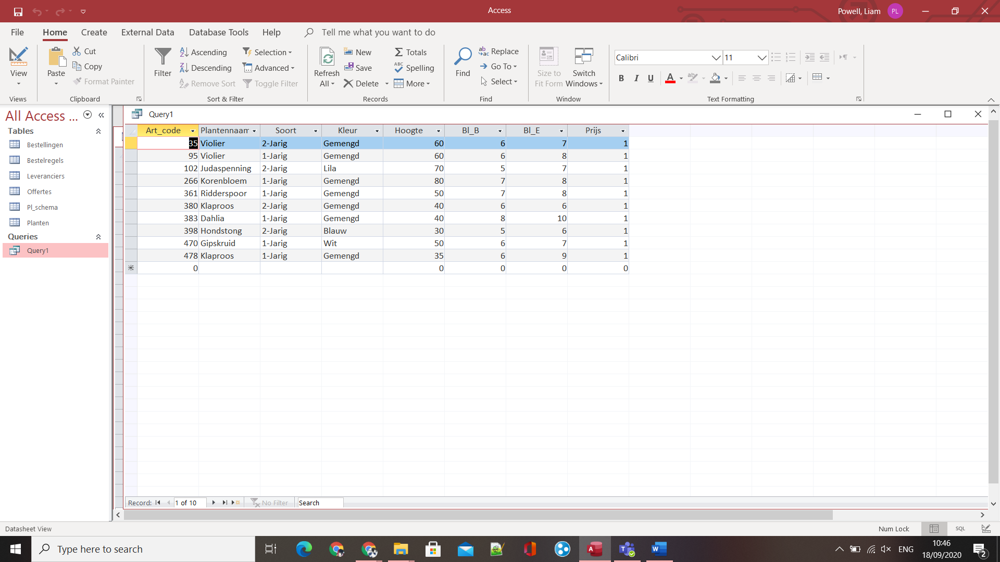 Access
Powell, Liam
PL
File Home Create External Data Database Tools Help Tell me what you want to do
View
Views
Paste
Cut
Copy
Format Painter
Clipboard
Filter
Ascending
Descending
Remove Sort
Selection
Advanced
Toggle Filter
Sort & Filter
Refresh
All
New
Save
Delete
Totals
Spelling
More
Records
Find
Replace
Go To
Select
Find
Size to
Fit Form
Switch
Windows
Window
Calibri
11
B I U
Text Formatting
All Access ...
Tables
Bestellingen
Bestelregels
Leveranciers
Offertes
Pl_schema
Planten
Queries
Query1
Query1
Art_code Plantennaam Soort Kleur Hoogte Bl_B Bl_E Prijs
35 Violier 2-Jarig Gemengd 60 6 7 1
95 Violier 1-Jarig Gemengd 60 6 8 1
102 Judaspenning 2-Jarig Lila 70 5 7 1
266 Korenbloem 1-Jarig Gemengd 80 7 8 1
361 Ridderspoor 1-Jarig Gemengd 50 7 8 1
380 Klaproos 2-Jarig Gemengd 40 6 6 1
383 Dahlia 1-Jarig Gemengd 40 8 10 1
398 Hondstong 2-Jarig Blauw 30 5 6 1
470 Gipskruid 1-Jarig Wit 50 6 7 1
478 Klaproos 1-Jarig Gemengd 35 6 9 1
0 0 0 0 0
Record: 1 of 10 No Filter Search
Datasheet View
Num Lock
SQL
Type here to search
ENG
10:46
18/09/2020
2